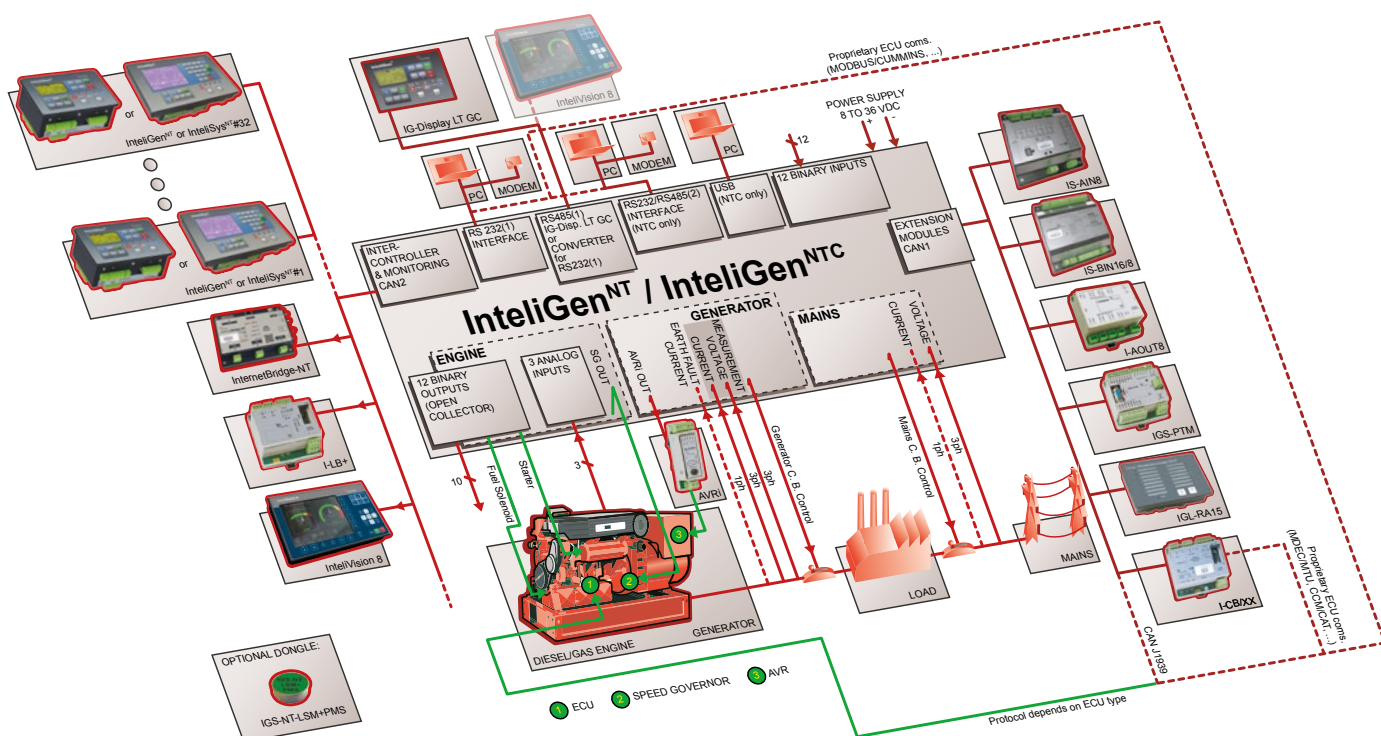 Proprietary ECU coms.
(MODBUS/CUMMINS, ...)
InteliVision 8
IG-Display LT GC
POWER SUPPLY
8 TO 36 VDC
+ -
or
InteliGenNT or InteliSysNT#32
PC
MODEM
PC
MODEM
PC
12
IS-AIN8
INTER-
CONTROLLER
& MONITORING
CAN2
RS 232(1)
INTERFACE
RS485(1)
IG-Disp. LT GC
or
CONVERTER
for
RS232(1)
RS232/RS485(2)
INTERFACE
(NTC only)
USB
(NTC only)
12 BINARY INPUTS
EXTENSION
MODULES
CAN1
IS-BIN16/8
or
InteliGenNT or InteliSysNT#1
InteliGenNT / InteliGenNTC
InternetBridge-NT
ENGINE
12 BINARY
OUTPUTS
(OPEN
COLLECTOR)
3 ANALOG
INPUTS
SG OUT
GENERATOR
AVRi OUT
EARTH FAULT
CURRENT
CURRENT
VOLTAGE
MEASUREMENT
MAINS
CURRENT
VOLTAGE
I-AOUT8
I-LB+
IGS-PTM
10
Fuel Solenoid
Starter
3
AVRi
1ph
3ph
3ph
Generator C. B. Control
Mains C. B. Control
1ph
3ph
IGL-RA15
InteliVision 8
3
1
2
LOAD
MAINS
I-CB/XX
Proprietary ECU coms.
(MDEC/MTU, CCM/CAT, ...)
CAN J1939
GENERATOR
DIESEL/GAS ENGINE
OPTIONAL DONGLE:
IGS-NT-LSM+PMS
1 ECU
2 SPEED GOVERNOR
3 AVR
Protocol depends on ECU type